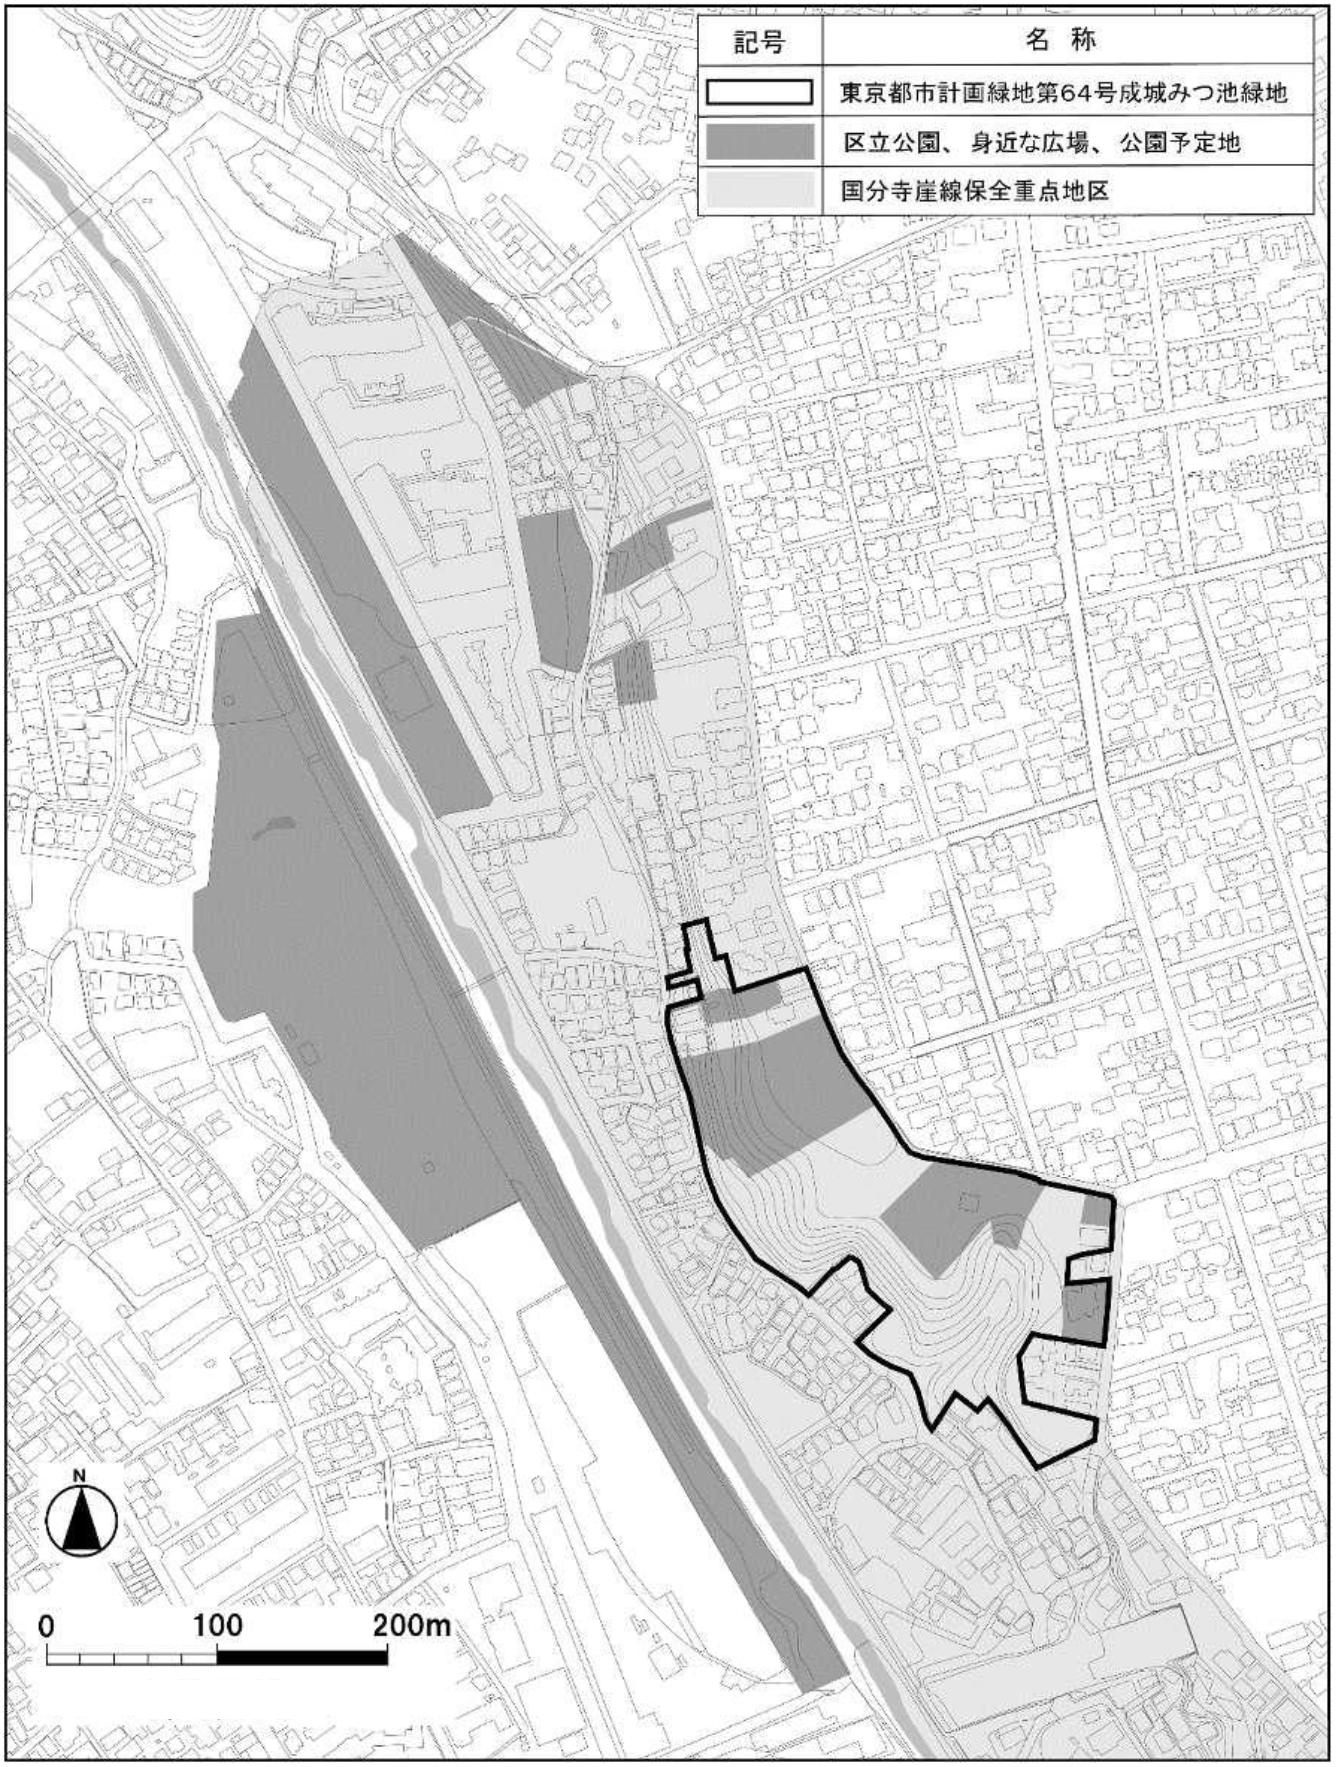 記号 名称
東京都市計画緑地第64号成城みつ池緑地
区立公園、身近な広場、公園予定地
国分寺崖線保全重点地区
N
0 100 200m